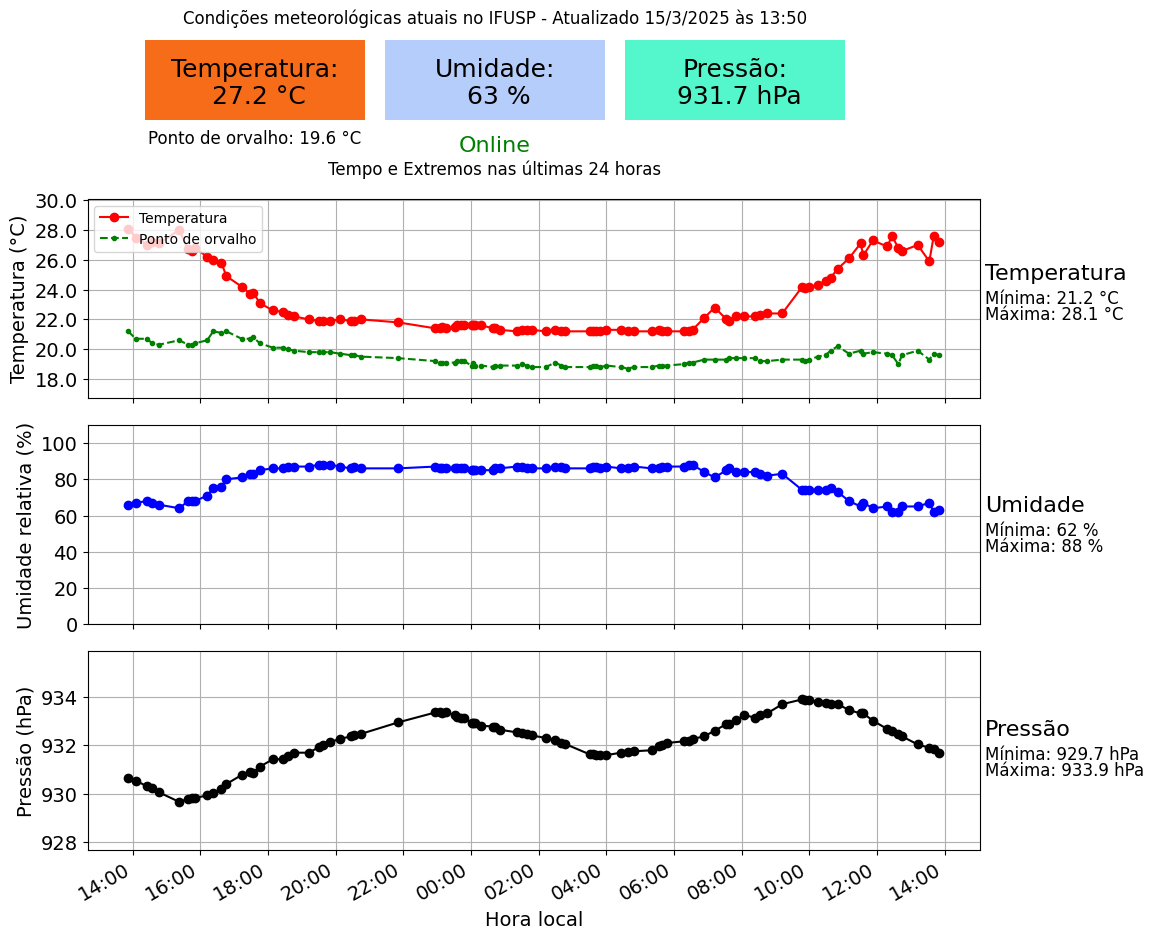 Condições meteorológicas atuais no IFUSP - Atualizado 15/3/2025 às 13:50
Temperatura:
27.2 °C
Umidade:
63 %
Pressão:
931.7 hPa
Ponto de orvalho: 19.6 °C
Online
Tempo e Extremos nas últimas 24 horas
Temperatura (°C)
30.0
28.0
26.0
24.0
22.0
20.0
18.0
Temperatura
Ponto de orvalho
Temperatura
Mínima: 21.2 °C
Máxima: 28.1 °C
Umidade relativa (%)
100
80
60
40
20
0
Umidade
Mínima: 62 %
Máxima: 88 %
Pressão (hPa)
934
932
930
928
Pressão
Mínima: 929.7 hPa
Máxima: 933.9 hPa
14:00
16:00
18:00
20:00
22:00
00:00
02:00
04:00
06:00
08:00
10:00
12:00
14:00
Hora local